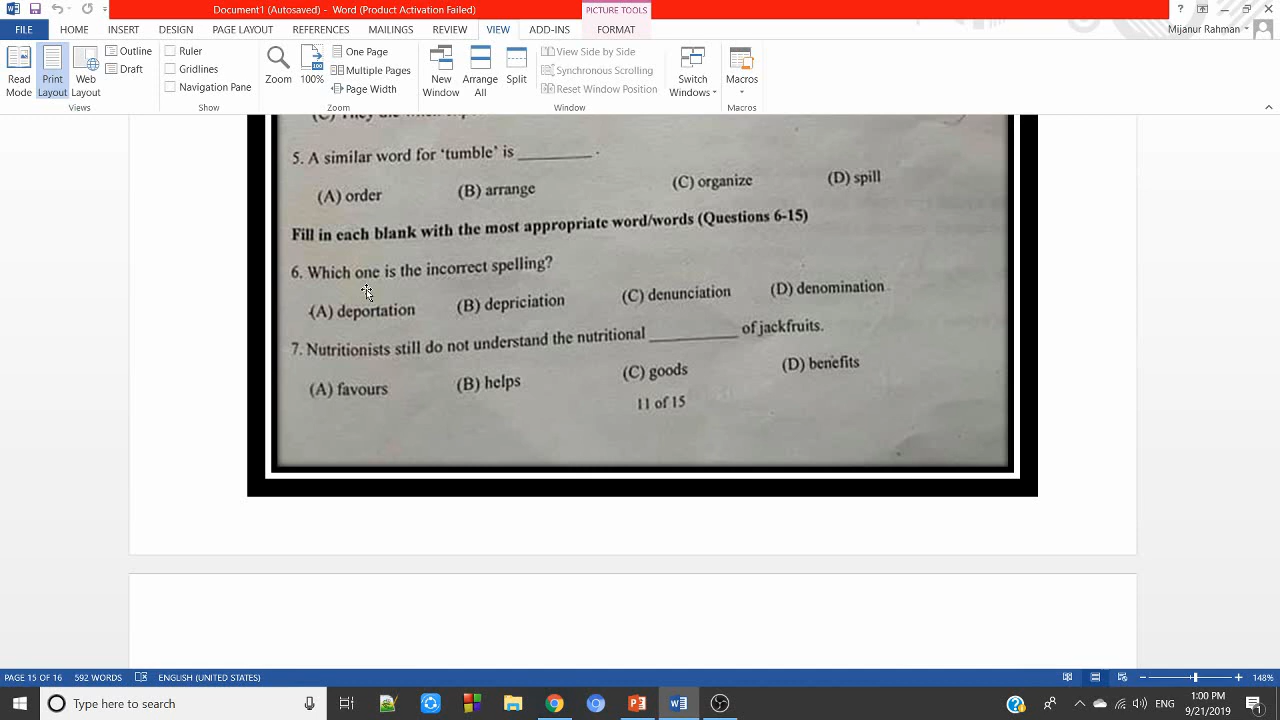 Document1 (Autosaved) - Word (Product Activation Failed)
PICTURE TOOLS
FILE HOME INSERT DESIGN PAGE LAYOUT REFERENCES MAILINGS REVIEW VIEW ADD-INS FORMAT
Mijanur Rahman
Read Mode
Print Layout
Web Layout
Outline
Draft
Views
Ruler
Gridlines
Navigation Pane
Show
Zoom
100%
One Page
Multiple Pages
Page Width
Zoom
New Window
Arrange All
Split
View Side by Side
Synchronous Scrolling
Reset Window Position
Switch Windows
Window
Macros
Macros
(C) They die when
5. A similar word for ‘tumble’ is ________ .
(A) order (B) arrange (C) organize (D) spill
Fill in each blank with the most appropriate word/words (Questions 6-15)
6. Which one is the incorrect spelling?
(A) deportation (B) depriciation (C) denunciation (D) denomination
7. Nutritionists still do not understand the nutritional __________ of jackfruits.
(A) favours (B) helps (C) goods (D) benefits
11 of 15
PAGE 15 OF 16 592 WORDS ENGLISH (UNITED STATES) 148%
Type here to search
ENG
1:00 PM
9/21/2019